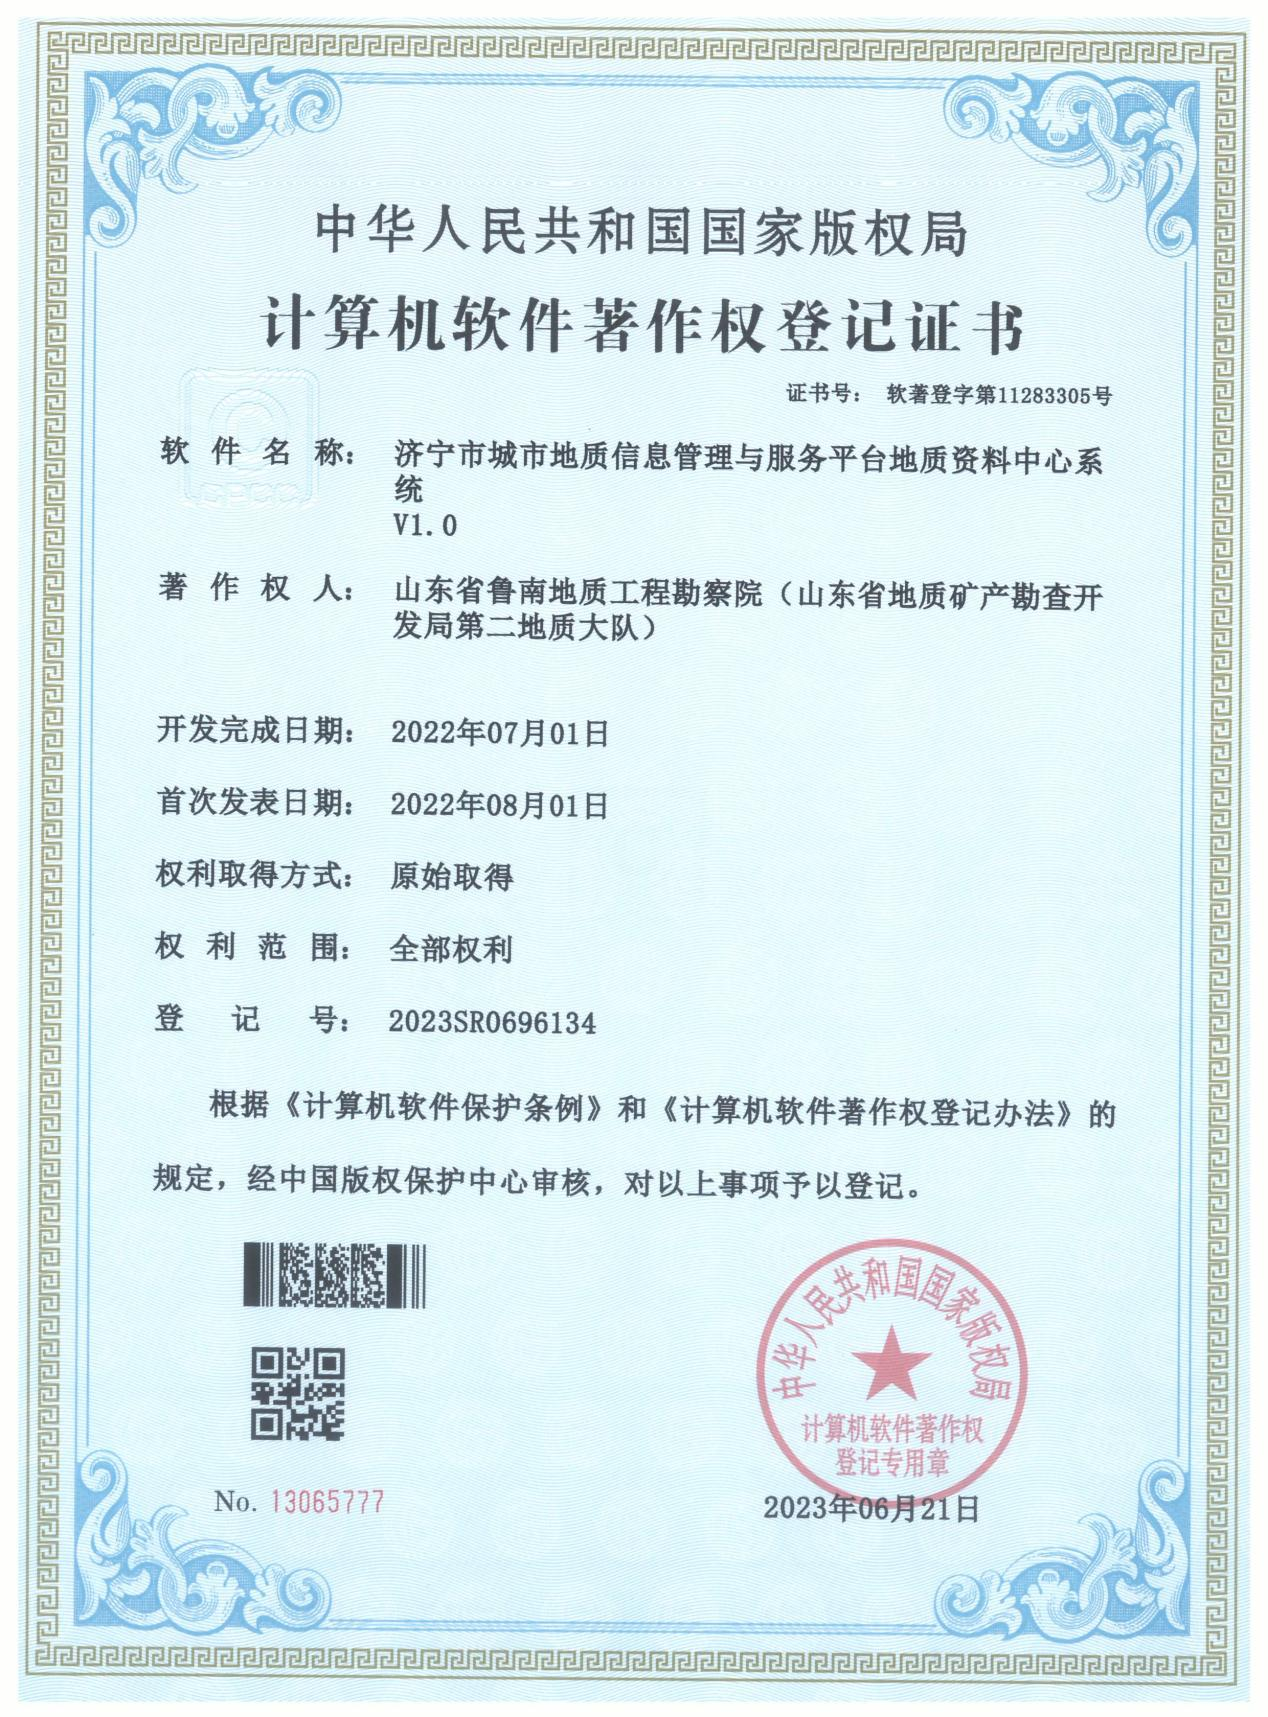 中华人民共和国国家版权局
计算机软件著作权登记证书
证书号： 软著登字第11283305号
CPCC
软件名称： 济宁市城市地质信息管理与服务平台地质资料中心系
统
V1.0
著作权人： 山东省鲁南地质工程勘察院（山东省地质矿产勘查开
发局第二地质大队）
开发完成日期： 2022年07月01日
首次发表日期： 2022年08月01日
权利取得方式： 原始取得
权利范围： 全部权利
登记号： 2023SR0696134
根据《计算机软件保护条例》和《计算机软件著作权登记办法》的
规定，经中国版权保护中心审核，对以上事项予以登记。
中华人民共和国国家版权局
计算机软件著作权
登记专用章
No. 13065777
2023年06月21日